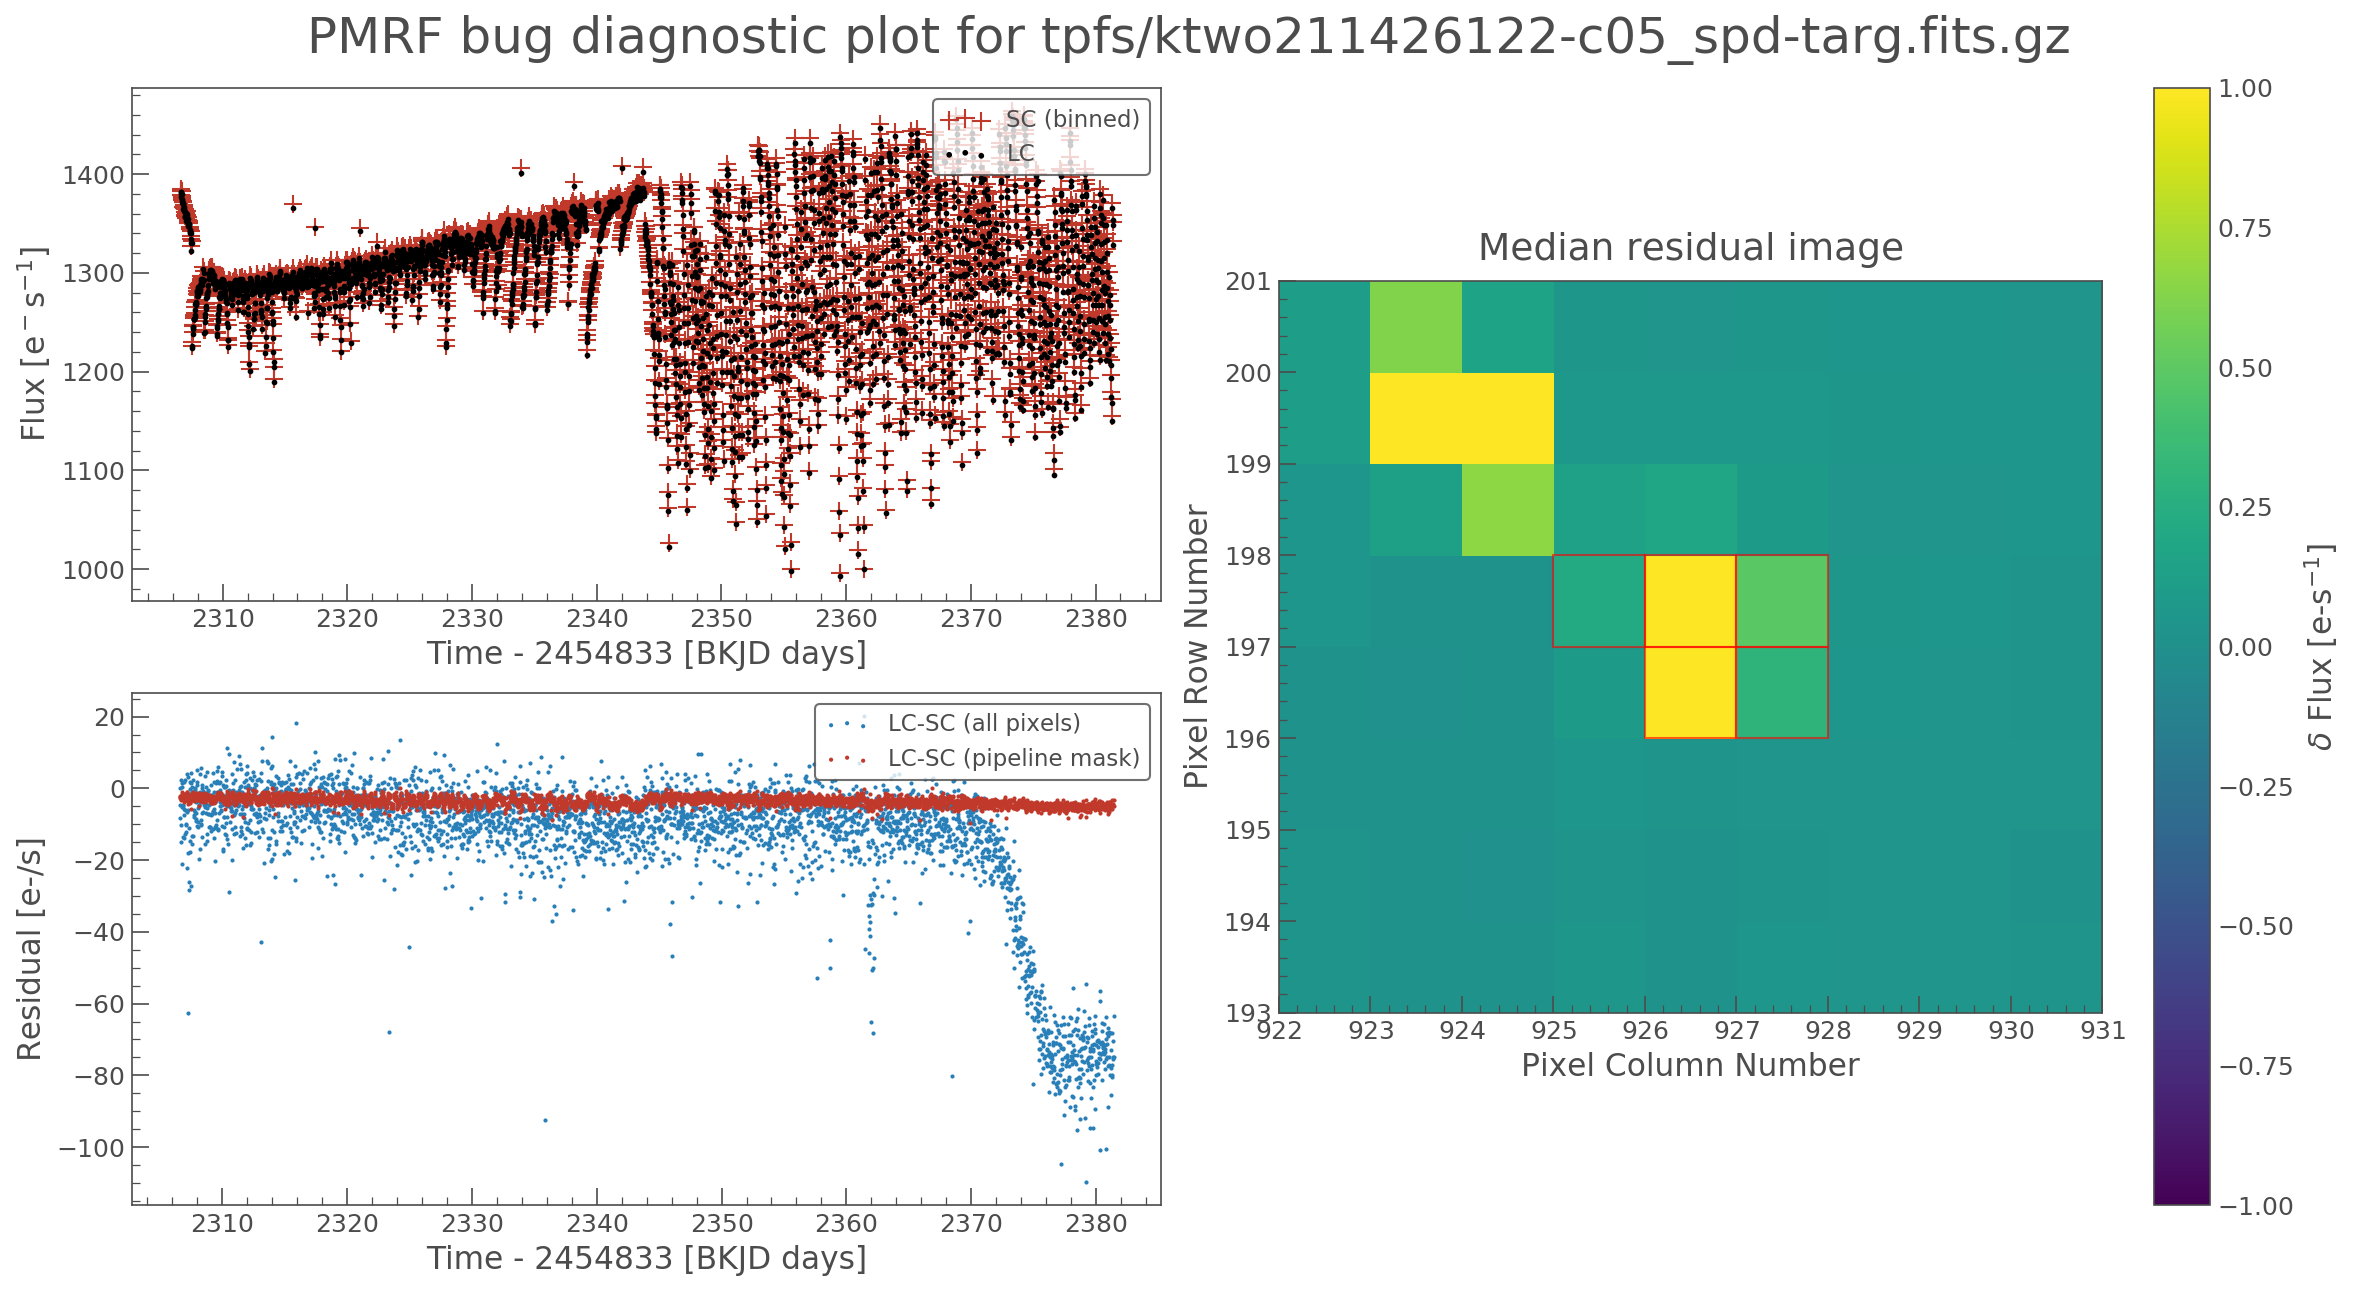 PMRF bug diagnostic plot for tpfs/ktwo211426122-c05_spd-targ.fits.gz
SC (binned)
LC
1400
1300
1200
1100
1000
Flux [e⁻ s⁻¹]
2310 2320 2330 2340 2350 2360 2370 2380
Time - 2454833 [BKJD days]
LC-SC (all pixels)
LC-SC (pipeline mask)
20
0
−20
−40
−60
−80
−100
Residual [e-/s]
2310 2320 2330 2340 2350 2360 2370 2380
Time - 2454833 [BKJD days]
Median residual image
201
200
199
198
197
196
195
194
193
Pixel Row Number
922 923 924 925 926 927 928 929 930 931
Pixel Column Number
1.00
0.75
0.50
0.25
0.00
−0.25
−0.50
−0.75
−1.00
δ Flux [e-s⁻¹]